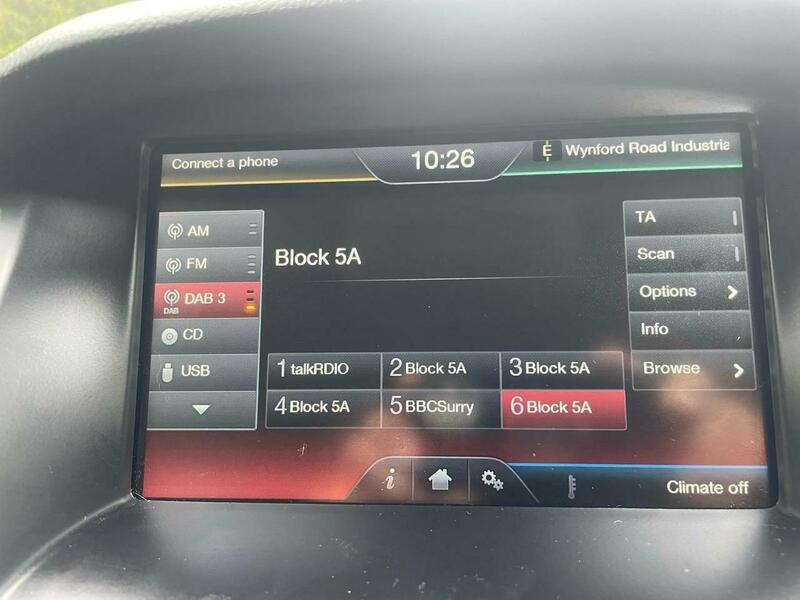 Connect a phone
10:26
E
Wynford Road Industria
AM
FM
DAB 3
DAB
CD
USB
Block 5A
TA
Scan
Options
Info
Browse
1 talkRDIO
2 Block 5A
3 Block 5A
4 Block 5A
5 BBCSurry
6 Block 5A
i
Climate off